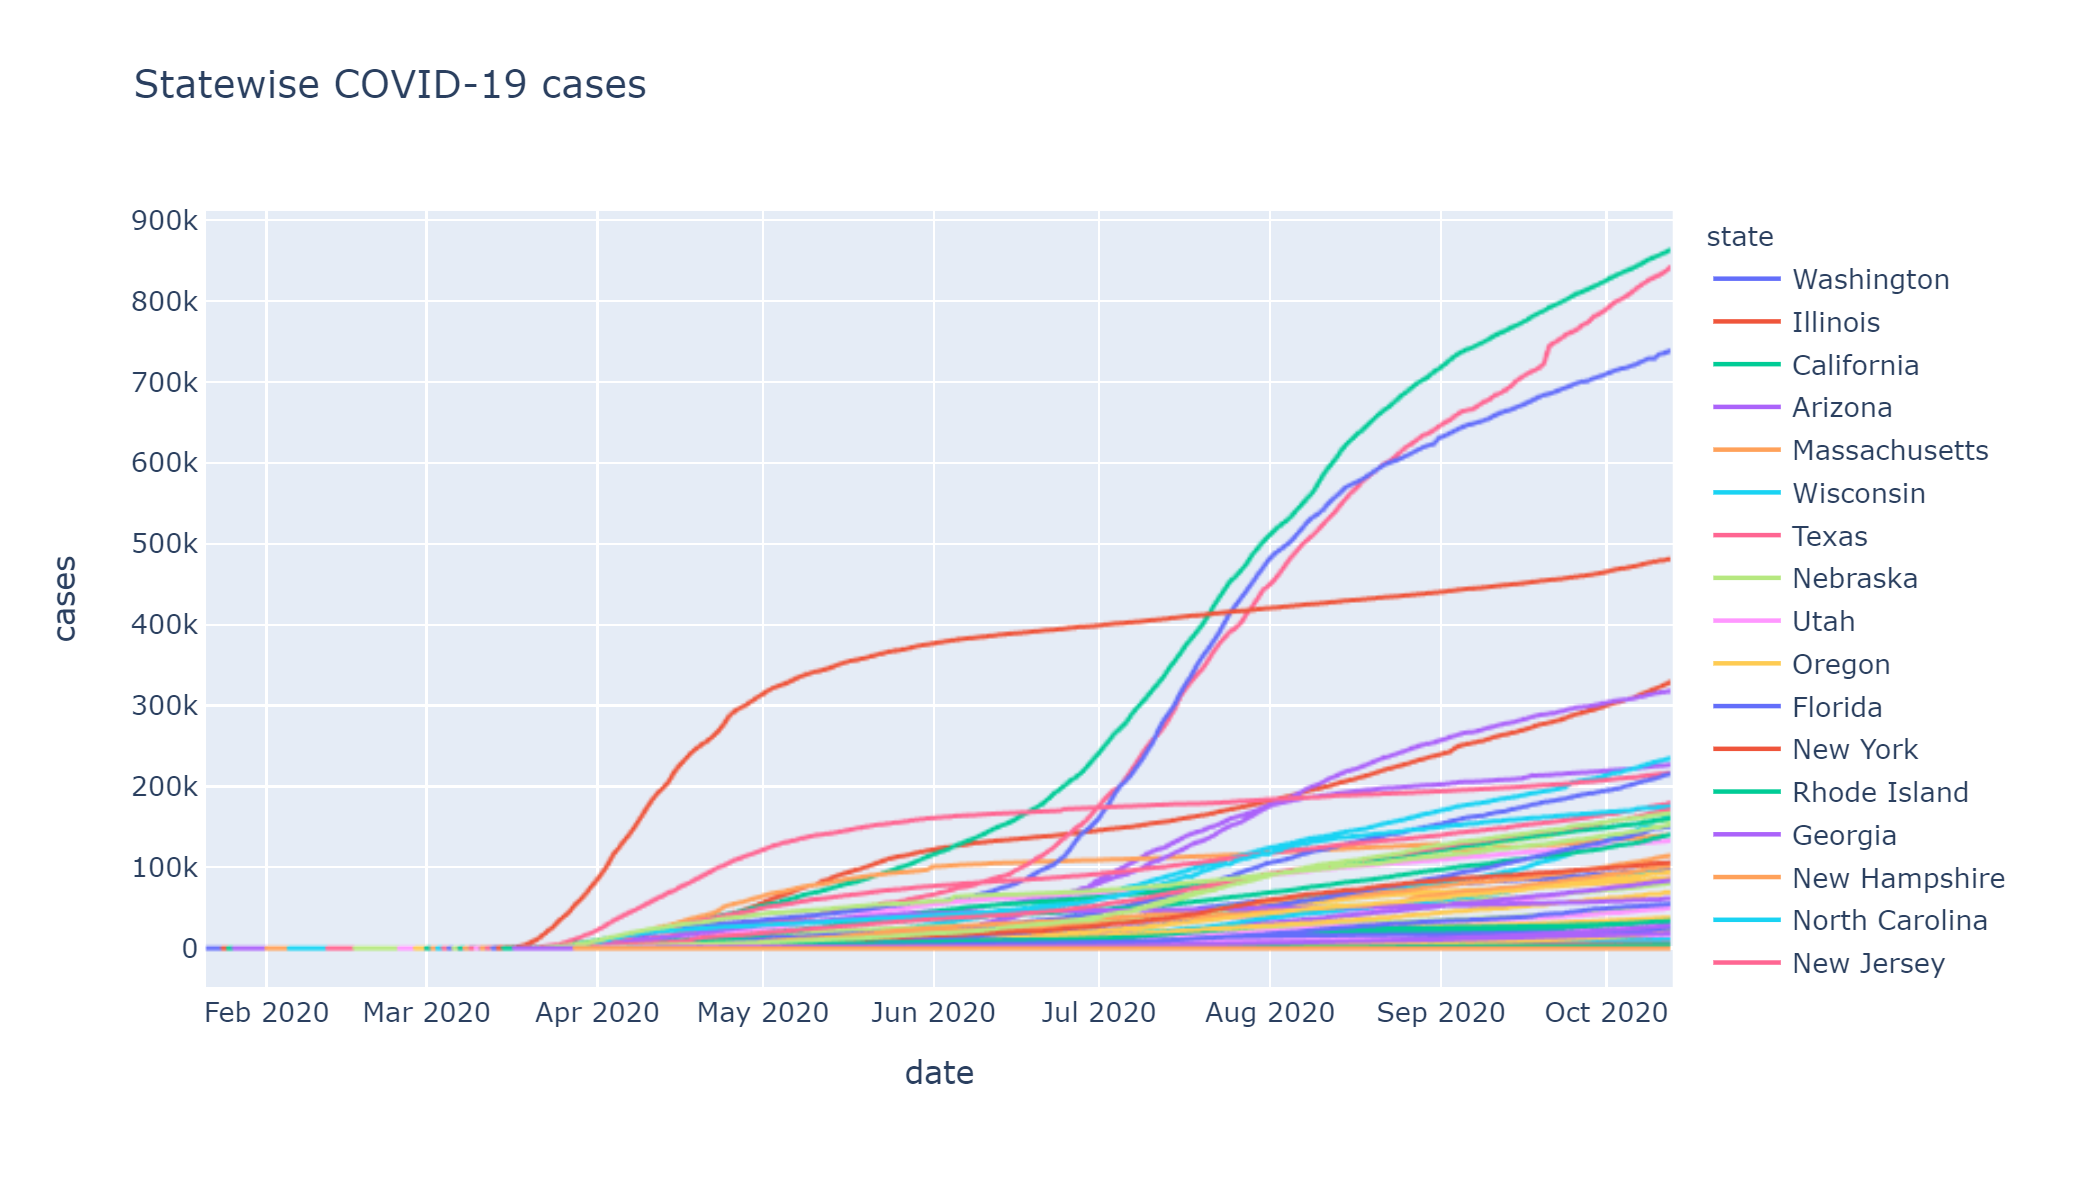 Statewise COVID-19 cases
900k
800k
700k
600k
500k
400k
300k
200k
100k
0
cases
Feb 2020
Mar 2020
Apr 2020
May 2020
Jun 2020
Jul 2020
Aug 2020
Sep 2020
Oct 2020
date
state
Washington
Illinois
California
Arizona
Massachusetts
Wisconsin
Texas
Nebraska
Utah
Oregon
Florida
New York
Rhode Island
Georgia
New Hampshire
North Carolina
New Jersey